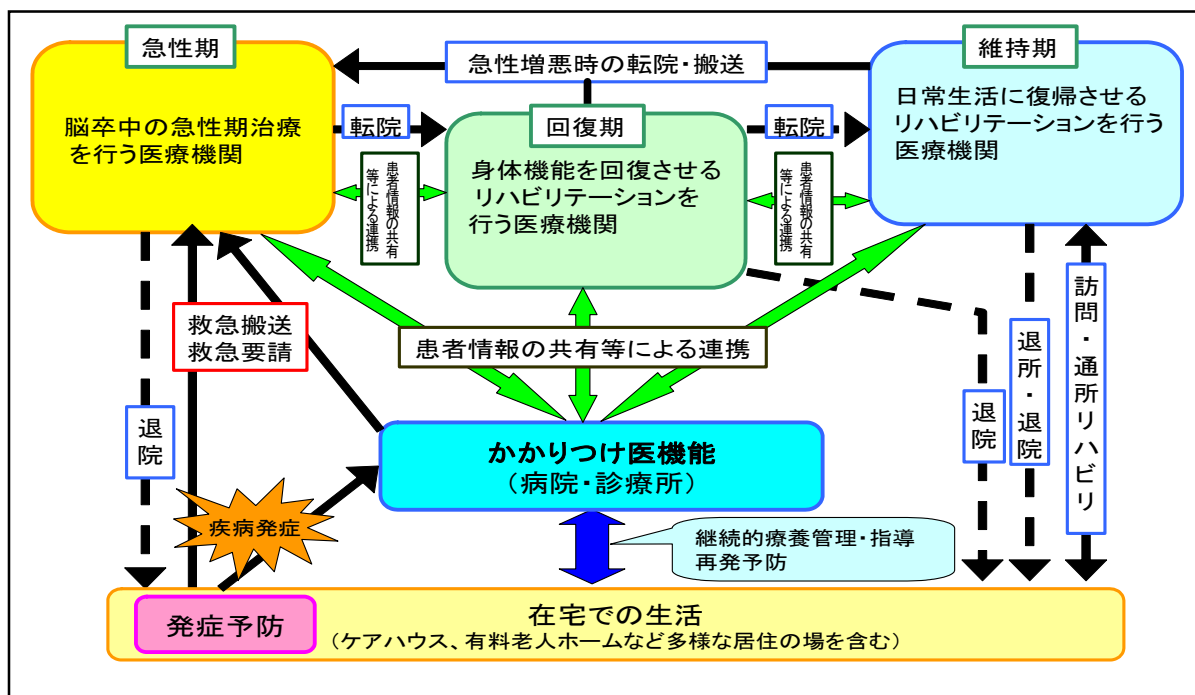 急性期
急性増悪時の転院・搬送
維持期
脳卒中の急性期治療
を行う医療機関
転院
回復期
転院
日常生活に復帰させる
リハビリテーションを行う
医療機関
身体機能を回復させる
リハビリテーションを
行う医療機関
患者情報の共有
等による連携
患者情報の共有
等による連携
救急搬送
救急要請
患者情報の共有等による連携
訪問・通所リハビリ
退院
退院
退所・退院
かかりつけ医機能
（病院・診療所）
疾病発症
継続的療養管理・指導
再発予防
発症予防
在宅での生活
（ケアハウス、有料老人ホームなど多様な居住の場を含む）